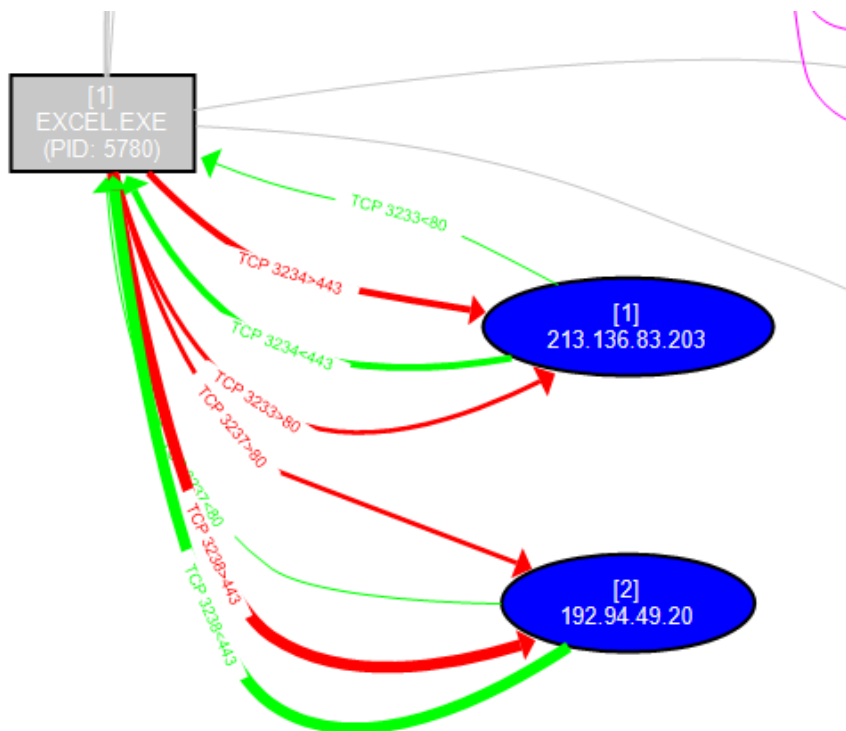 [1]
EXCEL.EXE
(PID: 5780)
TCP 3233<80
TCP 3234>443
[1]
213.136.83.203
TCP 3234<443
TCP 3233>80
TCP 3237>80
3237<80
TCP 3238>443
[2]
192.94.49.20
TCP 3238<443